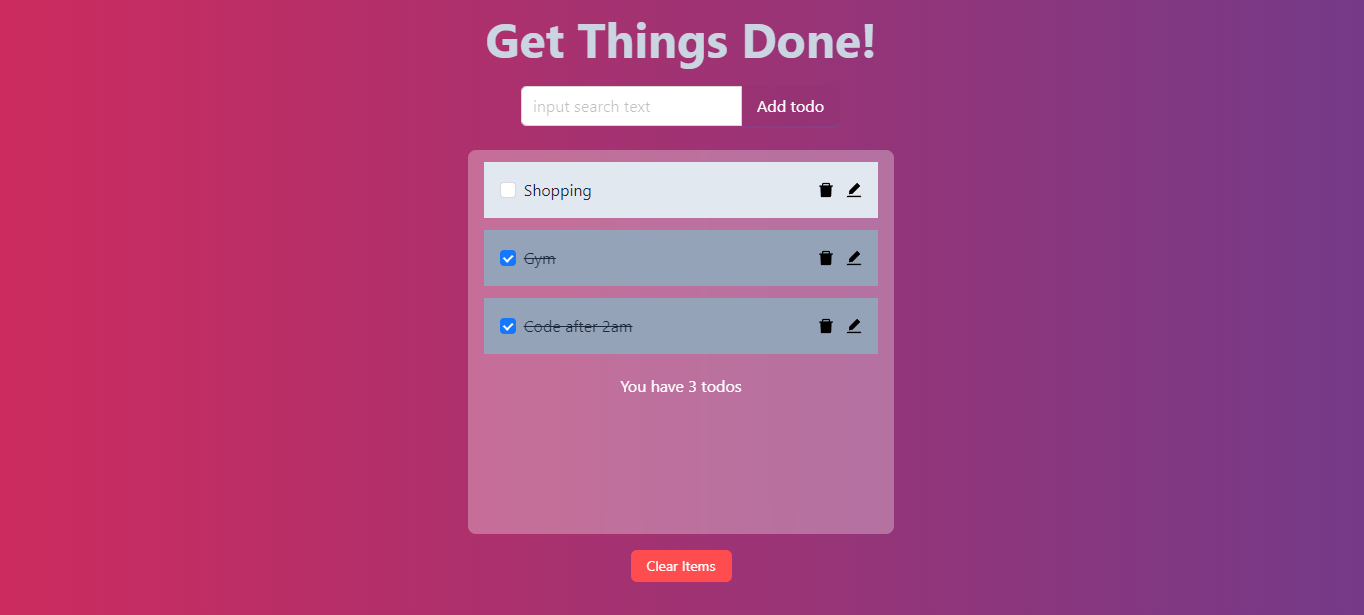 Get Things Done!
input search text
Add todo
Shopping
Gym
Code after 2am
You have 3 todos
Clear Items